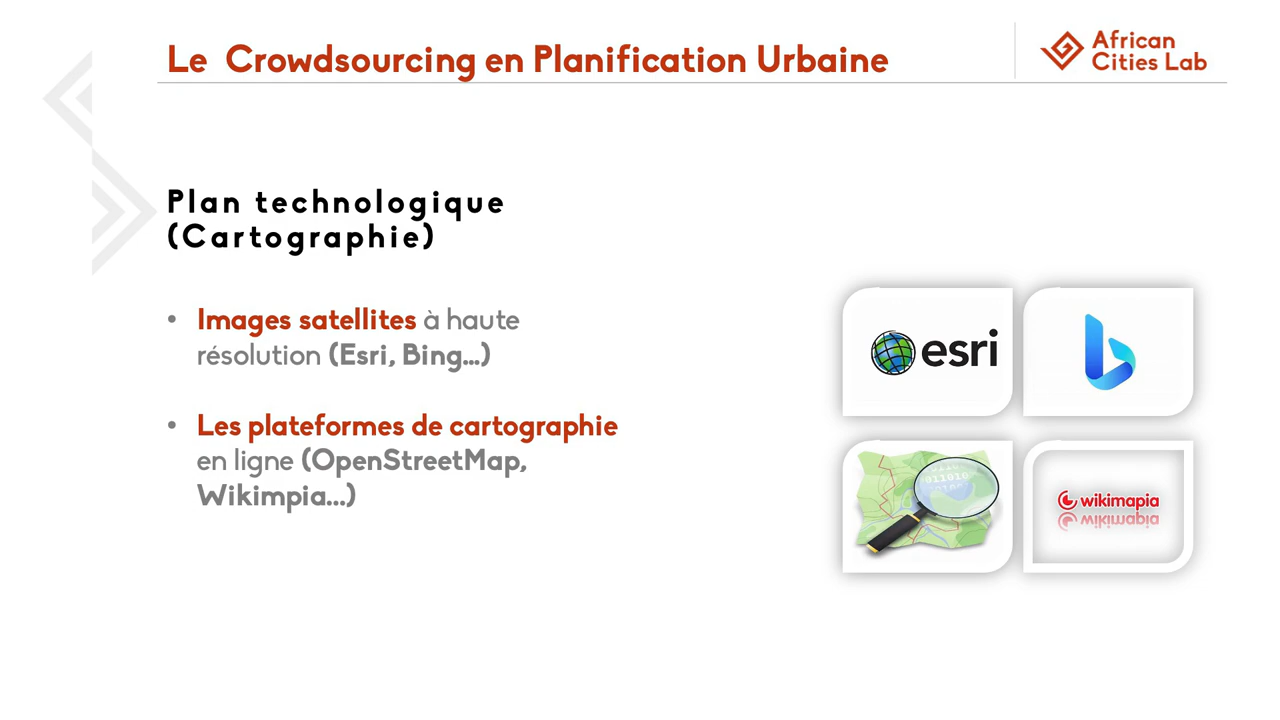 Le Crowdsourcing en Planification Urbaine
African
Cities Lab
Plan technologique
(Cartographie)
• Images satellites à haute
résolution (Esri, Bing...)
• Les plateformes de cartographie
en ligne (OpenStreetMap,
Wikimpia...)
esri
wikimapia